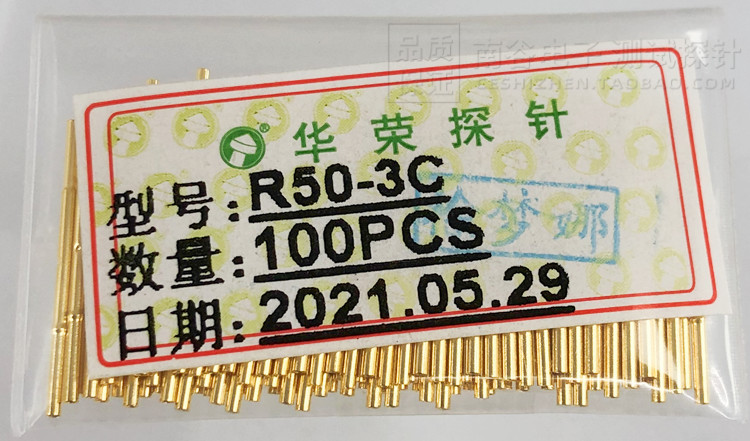 品质
保证
南谷电子 测试探针
EESHIZHEN.TAOBAO.COM
华荣探针
®
型号:R50-3C
数量:100PCS
梦娜
日期:2021.05.29